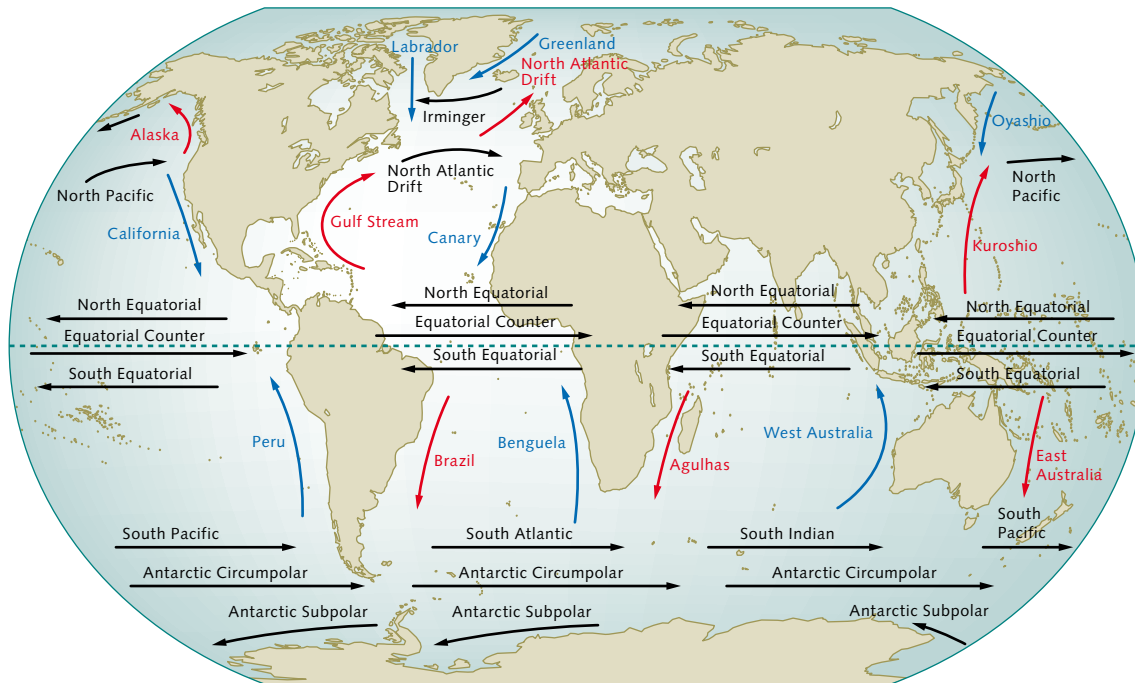 Labrador
Greenland
North Atlantic
Drift
Irminger
Alaska
Oyashio
North Pacific
North Atlantic
Drift
North
Pacific
Gulf Stream
California
Canary
Kuroshio
North Equatorial
North Equatorial
North Equatorial
North Equatorial
Equatorial Counter
Equatorial Counter
Equatorial Counter
Equatorial Counter
South Equatorial
South Equatorial
South Equatorial
South Equatorial
Peru
Brazil
Benguela
Agulhas
West Australia
East
Australia
South Pacific
South Atlantic
South Indian
South
Pacific
Antarctic Circumpolar
Antarctic Circumpolar
Antarctic Circumpolar
Antarctic Subpolar
Antarctic Subpolar
Antarctic Subpolar